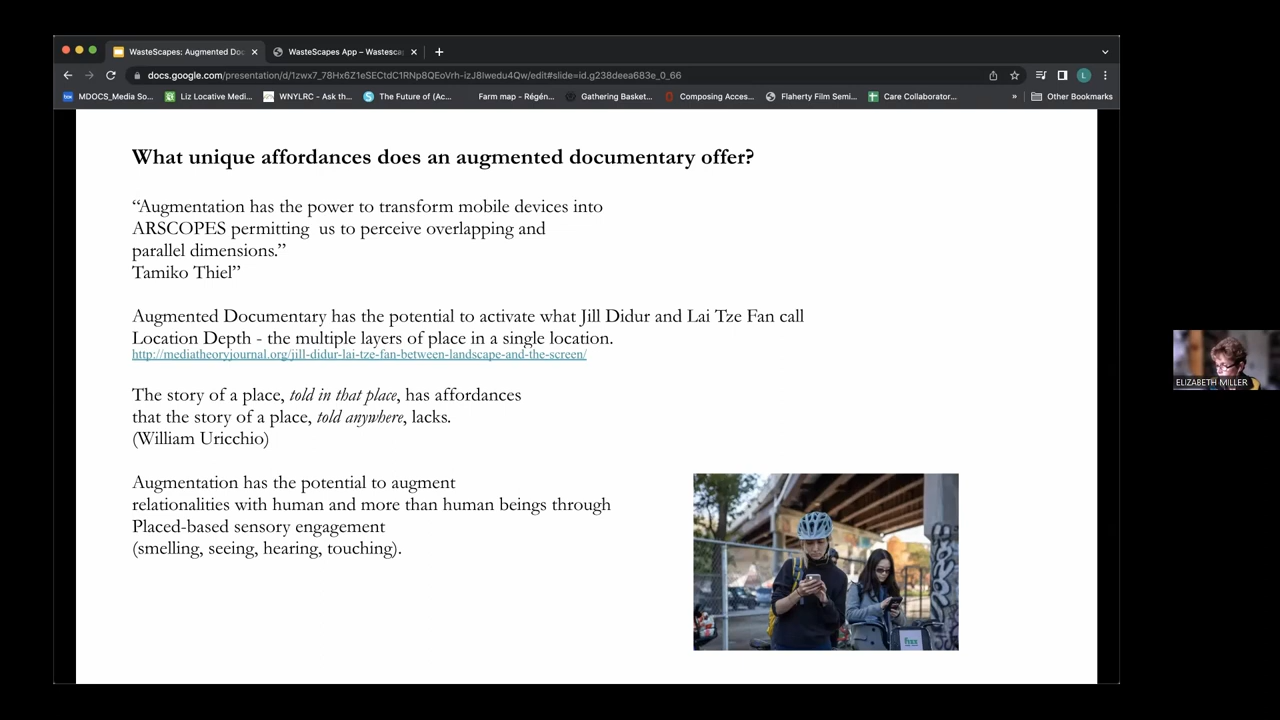 WasteScapes: Augmented Doc
WasteScapes App – Wastesca
docs.google.com/presentation/d/1zwx7_78Hx6Z1eSECtdC1RNp8QEoVrh-izJ8Iwedu4Qw/edit#slide=id.g238deea683e_0_66
L
box
MDOCS_Media So...
Liz Locative Medi...
WNYLRC - Ask th...
The Future of (Ac...
Farm map - Régén...
Gathering Basket...
Composing Acces...
Flaherty Film Semi...
Care Collaborator...
»
Other Bookmarks
What unique affordances does an augmented documentary offer?
“Augmentation has the power to transform mobile devices into
ARSCOPES permitting  us to perceive overlapping and
parallel dimensions.”
Tamiko Thiel”
Augmented Documentary has the potential to activate what Jill Didur and Lai Tze Fan call
Location Depth - the multiple layers of place in a single location.
http://mediatheoryjournal.org/jill-didur-lai-tze-fan-between-landscape-and-the-screen/
The story of a place, told in that place, has affordances
that the story of a place, told anywhere, lacks.
(William Uricchio)
Augmentation has the potential to augment
relationalities with human and more than human beings through
Placed-based sensory engagement
(smelling, seeing, hearing, touching).
ELIZABETH MILLER